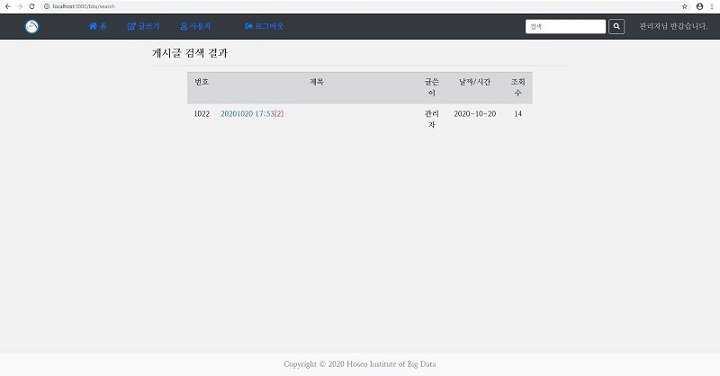 localhost:3000/bbs/search
홈 글쓰기 사용자 로그아웃 검색 관리자님 반갑습니다.
게시글 검색 결과
번호 제목 글쓴이 날짜/시간 조회수
1022 20201020 17:53[2] 관리자 2020-10-20 14
Copyright © 2020 Hoseo Institute of Big Data